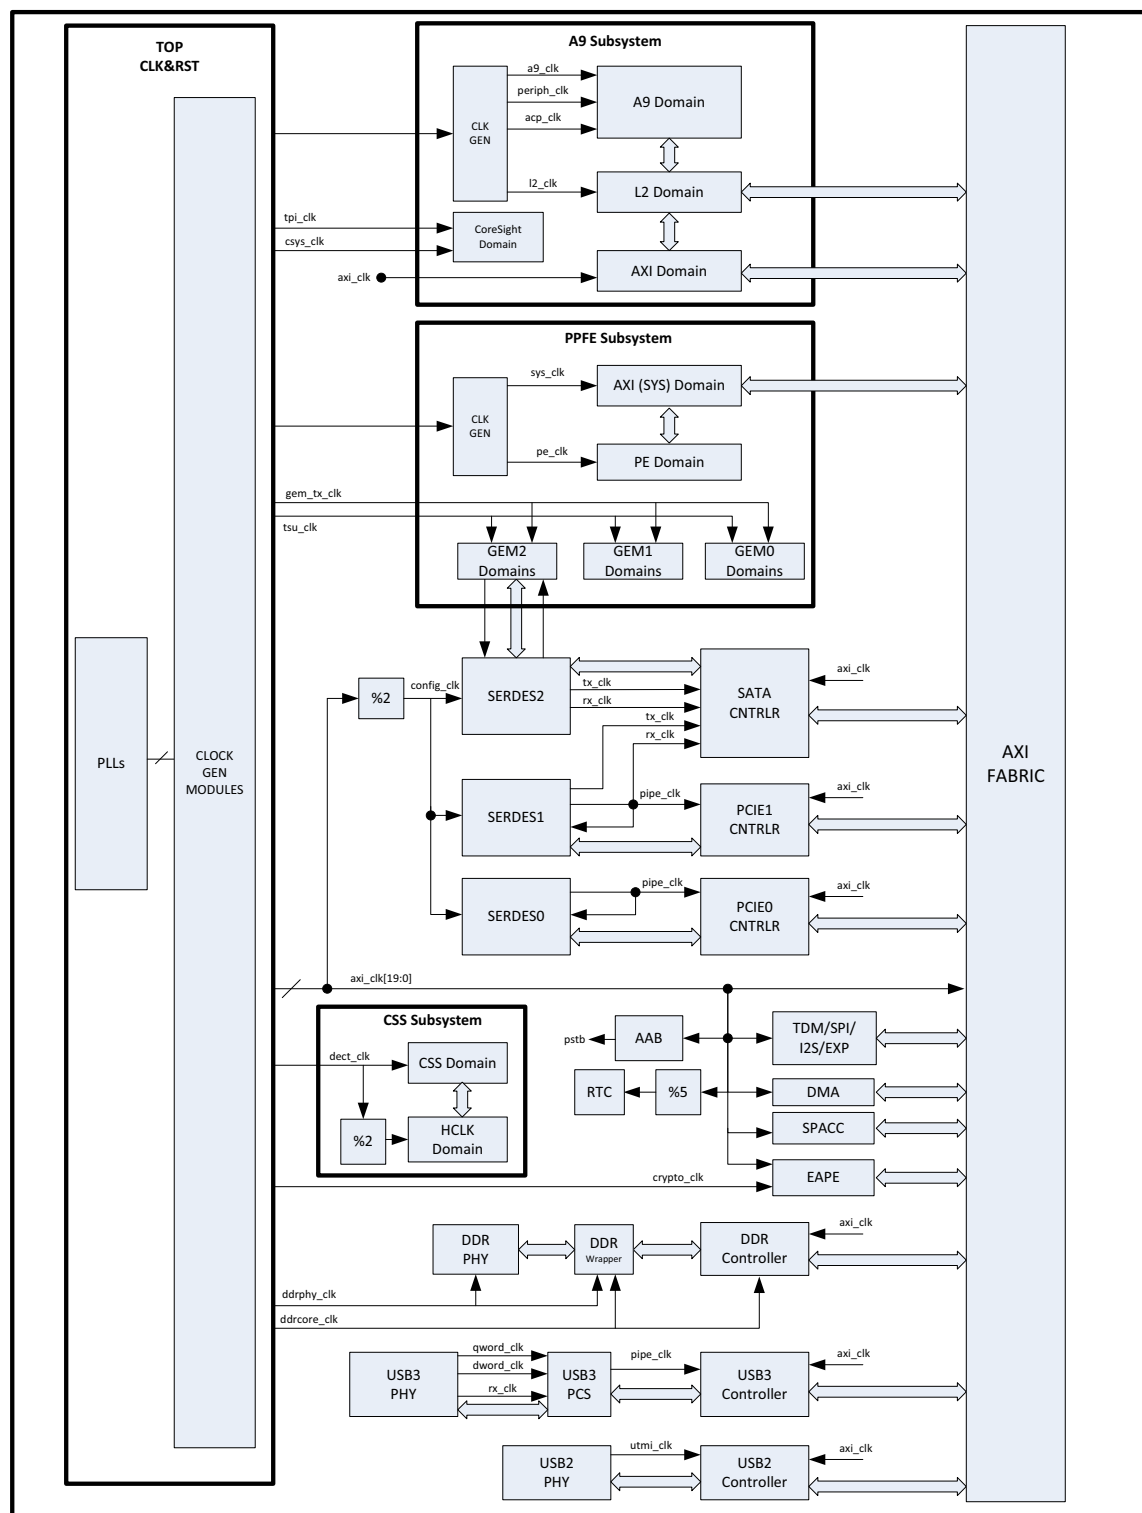 TOP
CLK&RST
CLOCK
GEN
MODULES
PLLs
A9 Subsystem
CLK
GEN
a9_clk
periph_clk
acp_clk
l2_clk
A9 Domain
L2 Domain
tpi_clk
csys_clk
CoreSight
Domain
axi_clk
AXI Domain
PPFE Subsystem
CLK
GEN
sys_clk
AXI (SYS) Domain
pe_clk
PE Domain
gem_tx_clk
tsu_clk
GEM2
Domains
GEM1
Domains
GEM0
Domains
%2
config_clk
SERDES2
tx_clk
rx_clk
tx_clk
rx_clk
SATA
CNTRLR
axi_clk
AXI
FABRIC
SERDES1
pipe_clk
PCIE1
CNTRLR
axi_clk
SERDES0
pipe_clk
PCIE0
CNTRLR
axi_clk
axi_clk[19:0]
CSS Subsystem
dect_clk
CSS Domain
%2
HCLK
Domain
pstb
AAB
TDM/SPI/
I2S/EXP
RTC
%5
DMA
SPACC
crypto_clk
EAPE
DDR
PHY
DDR
Wrapper
DDR
Controller
axi_clk
ddrphy_clk
ddrcore_clk
USB3
PHY
qword_clk
dword_clk
rx_clk
USB3
PCS
pipe_clk
USB3
Controller
axi_clk
USB2
PHY
utmi_clk
USB2
Controller
axi_clk